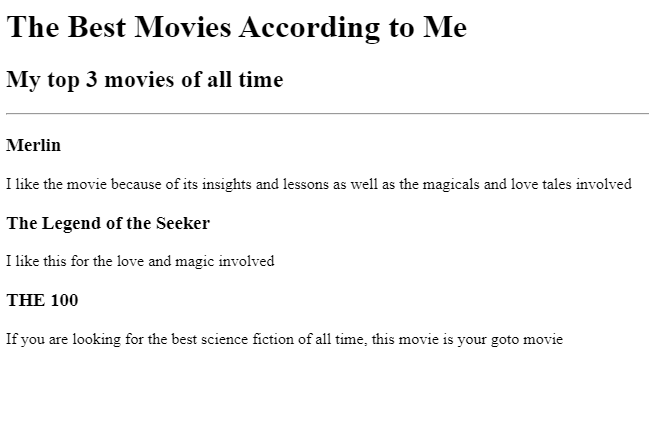 The Best Movies According to Me
My top 3 movies of all time
Merlin
I like the movie because of its insights and lessons as well as the magicals and love tales involved
The Legend of the Seeker
I like this for the love and magic involved
THE 100
If you are looking for the best science fiction of all time, this movie is your goto movie